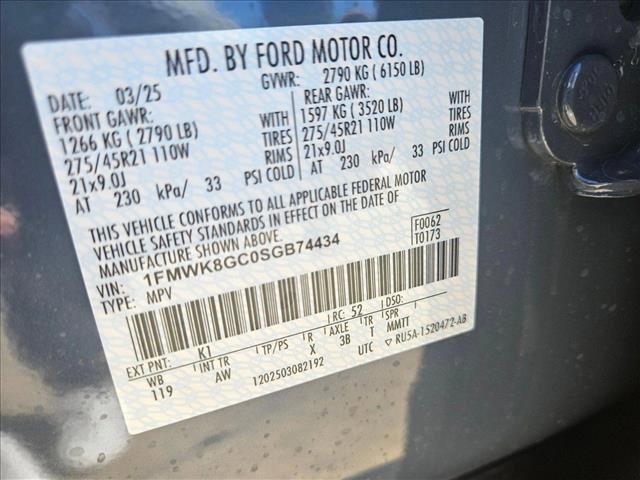 MFD. BY FORD MOTOR CO.
DATE: 03/25 GVWR: 2790 KG (6150 LB)
FRONT GAWR: REAR GAWR:
1266 KG (2790 LB) WITH 1597 KG (3520 LB) WITH
275/45R21 110W TIRES 275/45R21 110W TIRES
21x9.0J RIMS 21x9.0J RIMS
AT 230 kPa/ 33 PSI COLD AT 230 kPa/ 33 PSI COLD
THIS VEHICLE CONFORMS TO ALL APPLICABLE FEDERAL MOTOR
VEHICLE SAFETY STANDARDS IN EFFECT ON THE DATE OF
MANUFACTURE SHOWN ABOVE.
VIN: 1FMWK8GC0SGB74434 F0062
TYPE: MPV T0173
EXT PNT: K1 RC: 52 DSO:
WB INT TR TP/PS R AXLE TR SPR
119 AW X 3B T MMTT
1202503082192 UTC RU5A-1520472-AB